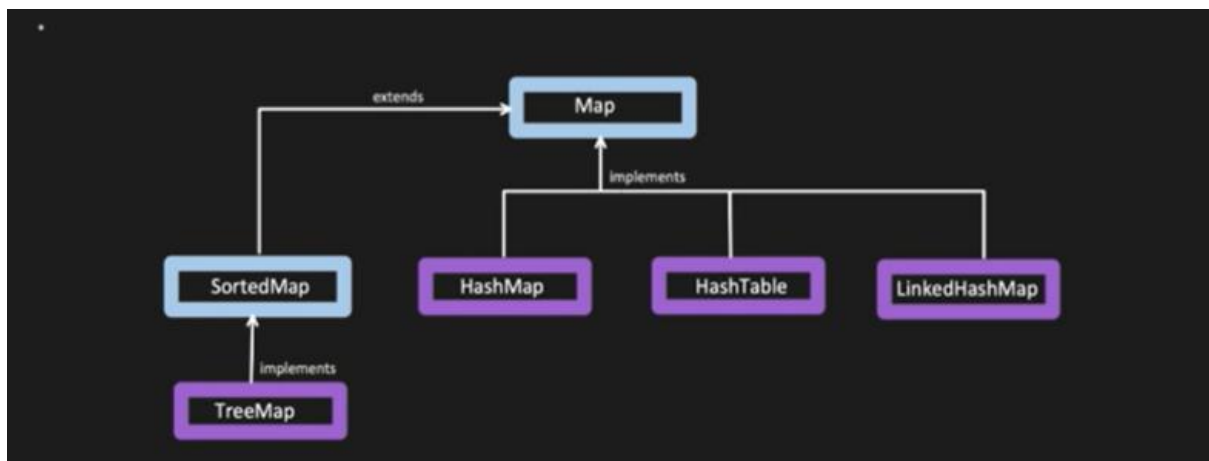 extends
Map
implements
SortedMap
HashMap
HashTable
LinkedHashMap
implements
TreeMap